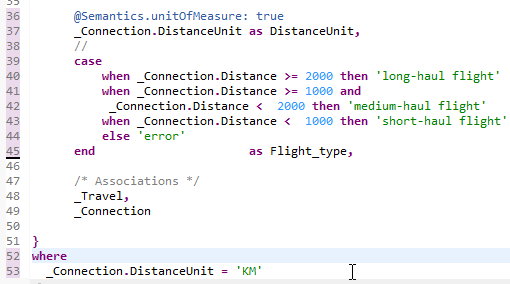 35
36 @Semantics.unitOfMeasure: true
37 _Connection.DistanceUnit as DistanceUnit,
38 //
39 case
40 when _Connection.Distance >= 2000 then 'long-haul flight'
41 when _Connection.Distance >= 1000 and
42 _Connection.Distance < 2000 then 'medium-haul flight'
43 when _Connection.Distance < 1000 then 'short-haul flight'
44 else 'error'
45 end as Flight_type,
46
47 /* Associations */
48 _Travel,
49 _Connection
50
51 }
52 where
53 _Connection.DistanceUnit = 'KM'